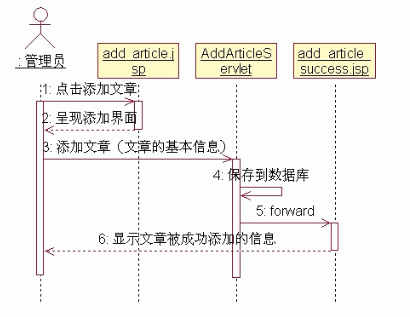 : 管理员
add_article.j
sp
AddArticleS
ervlet
add_article_
success.jsp
1: 点击添加文章
2: 呈现添加界面
3: 添加文章（文章的基本信息）
4: 保存到数据库
5: forward
6: 显示文章被成功添加的信息